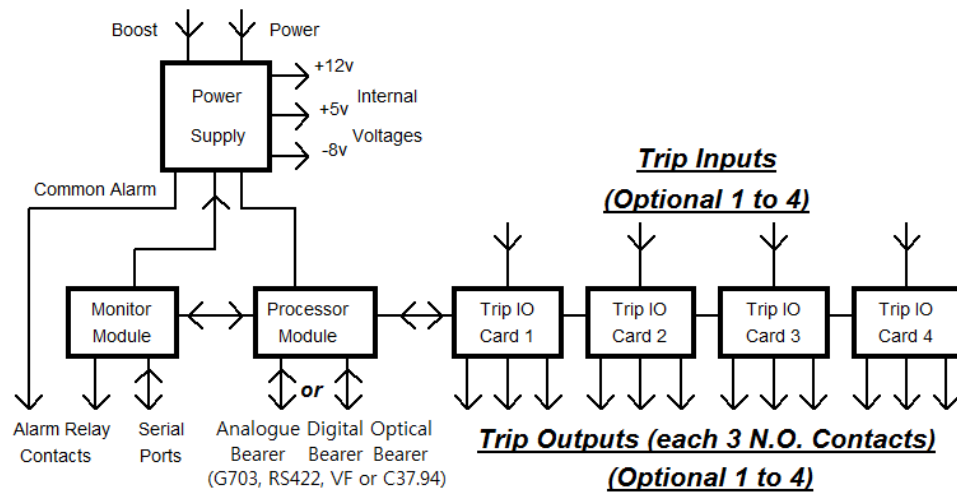 Boost Power
Power
Supply
+12v
+5v
-8v
Internal
Voltages
Common Alarm
Trip Inputs
(Optional 1 to 4)
Monitor
Module
Processor
Module
Trip IO
Card 1
Trip IO
Card 2
Trip IO
Card 3
Trip IO
Card 4
or
Alarm Relay
Contacts
Serial
Ports
Analogue Digital Optical
Bearer Bearer Bearer
(G703, RS422, VF or C37.94)
Trip Outputs (each 3 N.O. Contacts)
(Optional 1 to 4)